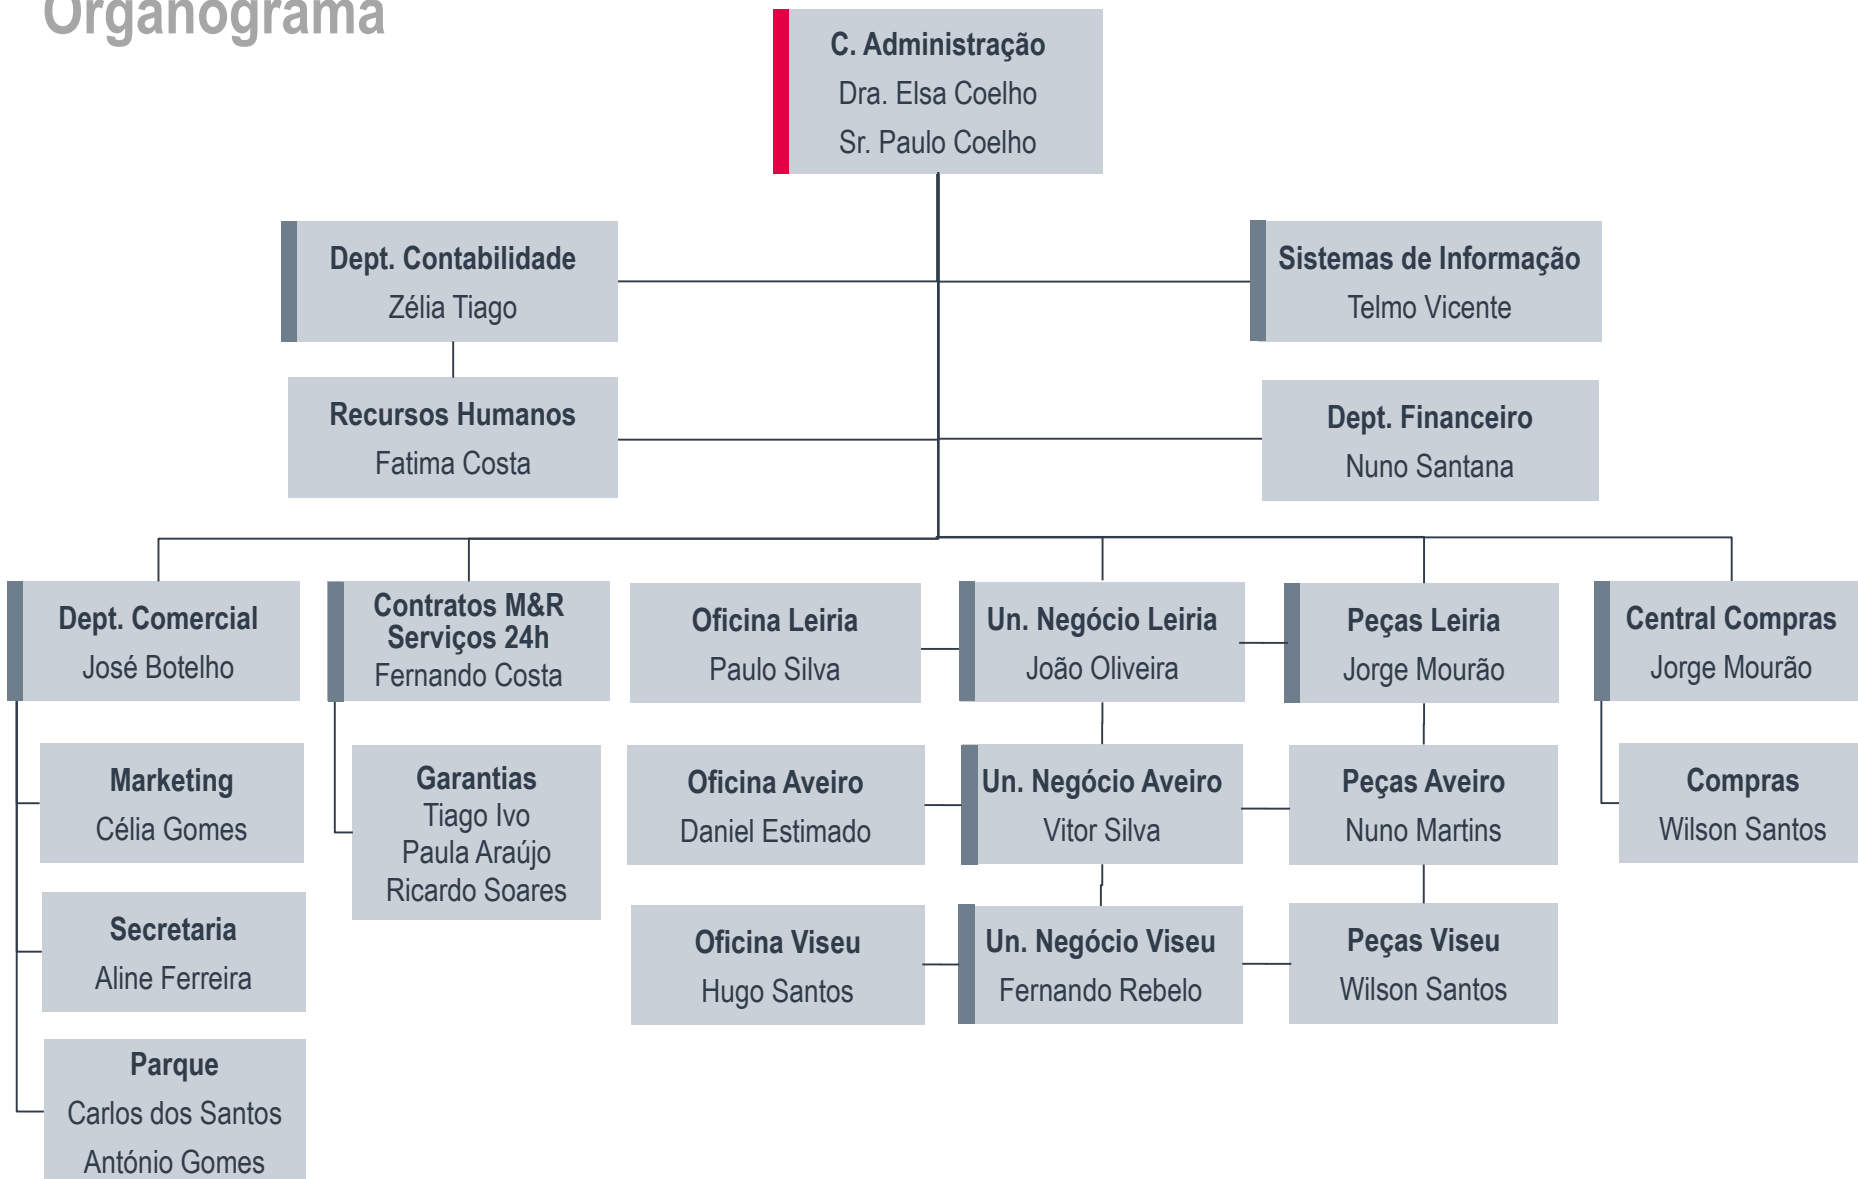 Organograma
C. Administração
Dra. Elsa Coelho
Sr. Paulo Coelho
Dept. Contabilidade
Zélia Tiago
Sistemas de Informação
Telmo Vicente
Recursos Humanos
Fatima Costa
Dept. Financeiro
Nuno Santana
Dept. Comercial
José Botelho
Contratos M&R
Serviços 24h
Fernando Costa
Oficina Leiria
Paulo Silva
Un. Negócio Leiria
João Oliveira
Peças Leiria
Jorge Mourão
Central Compras
Jorge Mourão
Marketing
Célia Gomes
Garantias
Tiago Ivo
Paula Araújo
Ricardo Soares
Oficina Aveiro
Daniel Estimado
Un. Negócio Aveiro
Vitor Silva
Peças Aveiro
Nuno Martins
Compras
Wilson Santos
Secretaria
Aline Ferreira
Oficina Viseu
Hugo Santos
Un. Negócio Viseu
Fernando Rebelo
Peças Viseu
Wilson Santos
Parque
Carlos dos Santos
António Gomes